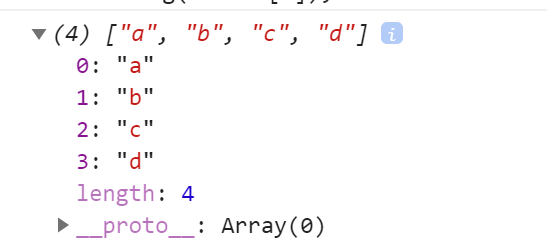 (4) ["a", "b", "c", "d"] i
0: "a"
1: "b"
2: "c"
3: "d"
length: 4
__proto__: Array(0)